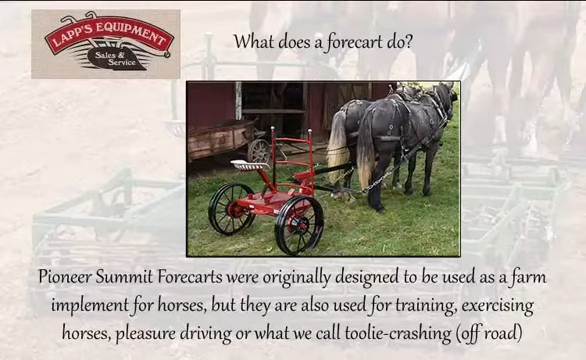 LAPP'S EQUIPMENT
Sales &
Service
What does a forecart do?
Pioneer Summit Forecarts were originally designed to be used as a farm
implement for horses, but they are also used for training, exercising
horses, pleasure driving or what we call toolie-crashing (off road)